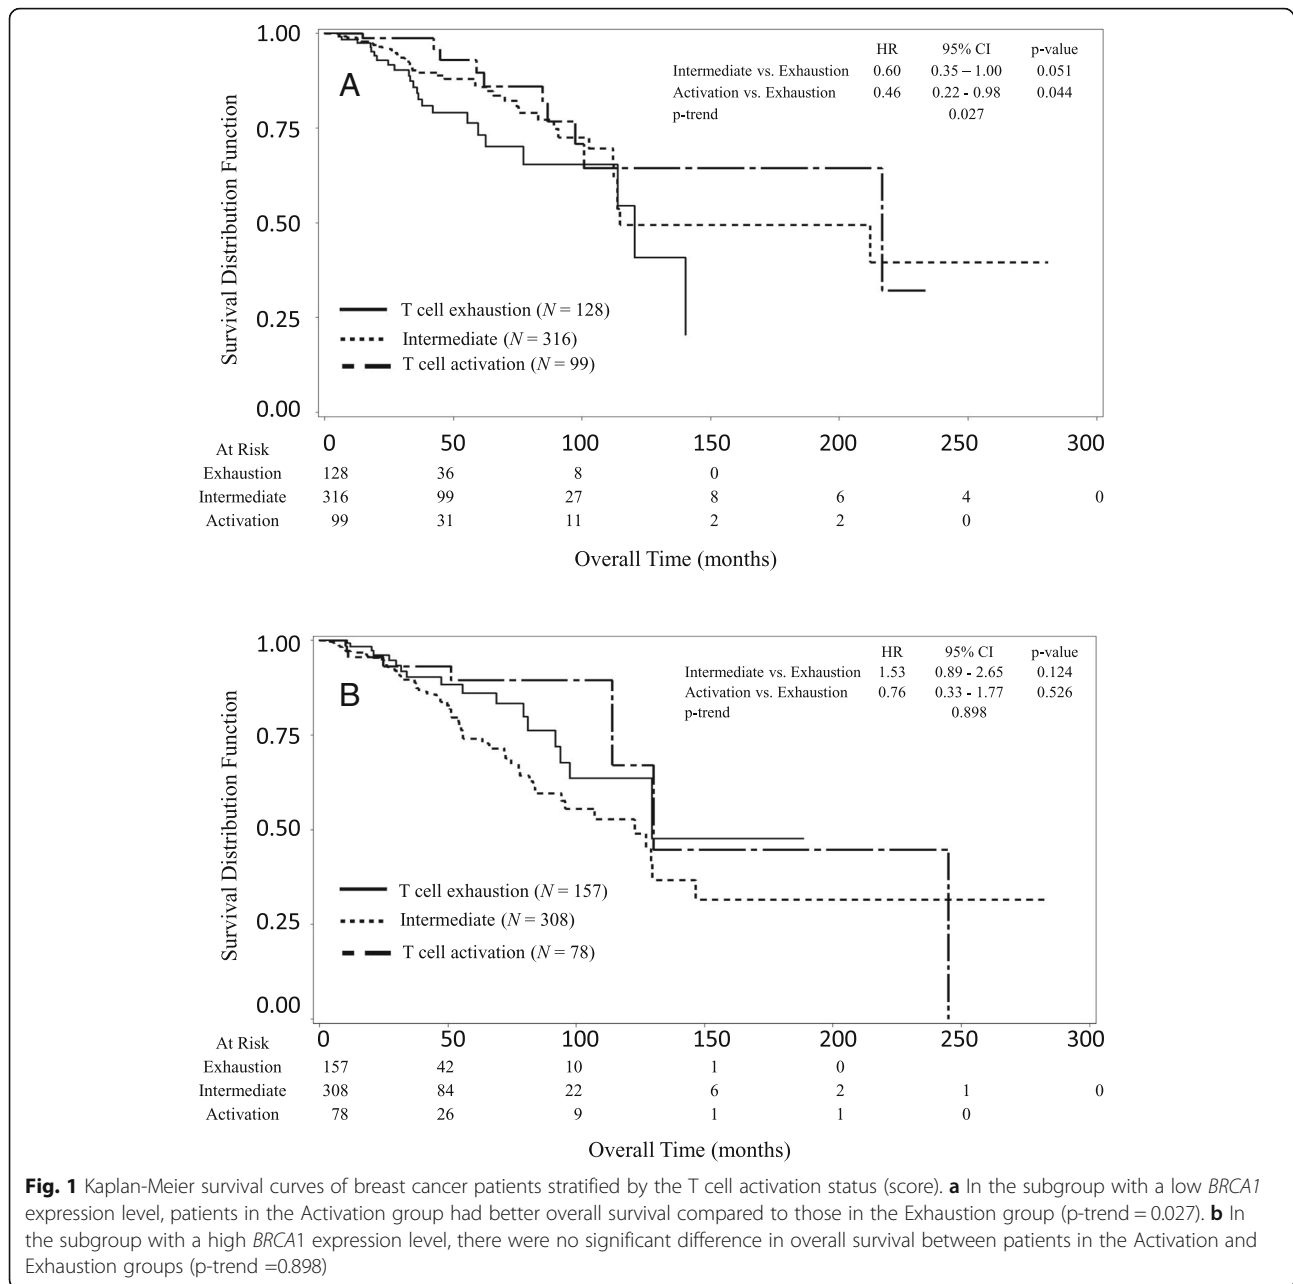 1.00
0.75
0.50
0.25
0.00
Survival Distribution Function
A
HR 95% CI p-value
Intermediate vs. Exhaustion 0.60 0.35 – 1.00 0.051
Activation vs. Exhaustion 0.46 0.22 - 0.98 0.044
p-trend 0.027
T cell exhaustion (N = 128)
Intermediate (N = 316)
T cell activation (N = 99)
0 50 100 150 200 250 300
At Risk
Exhaustion 128 36 8 0
Intermediate 316 99 27 8 6 4 0
Activation 99 31 11 2 2 0
Overall Time (months)
1.00
0.75
0.50
0.25
0.00
Survival Distribution Function
B
HR 95% CI p-value
Intermediate vs. Exhaustion 1.53 0.89 - 2.65 0.124
Activation vs. Exhaustion 0.76 0.33 - 1.77 0.526
p-trend 0.898
T cell exhaustion (N = 157)
Intermediate (N = 308)
T cell activation (N = 78)
0 50 100 150 200 250 300
At Risk
Exhaustion 157 42 10 1 0
Intermediate 308 84 22 6 2 1 0
Activation 78 26 9 1 1 0
Overall Time (months)
Fig. 1 Kaplan-Meier survival curves of breast cancer patients stratified by the T cell activation status (score). a In the subgroup with a low BRCA1
expression level, patients in the Activation group had better overall survival compared to those in the Exhaustion group (p-trend = 0.027). b In
the subgroup with a high BRCA1 expression level, there were no significant difference in overall survival between patients in the Activation and
Exhaustion groups (p-trend =0.898)